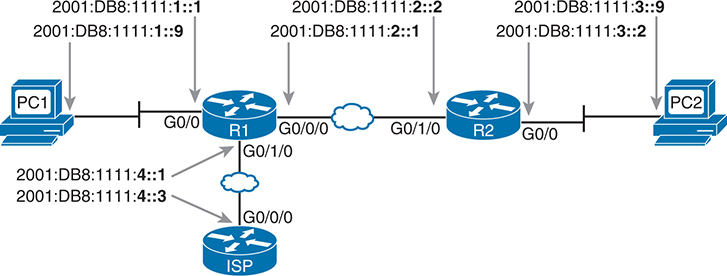 2001:DB8:1111:1::1
2001:DB8:1111:2::2
2001:DB8:1111:3::9
2001:DB8:1111:1::9
2001:DB8:1111:2::1
2001:DB8:1111:3::2
PC1
G0/0
R1
G0/0/0
G0/1/0
R2
G0/0
PC2
G0/1/0
2001:DB8:1111:4::1
2001:DB8:1111:4::3
G0/0/0
ISP